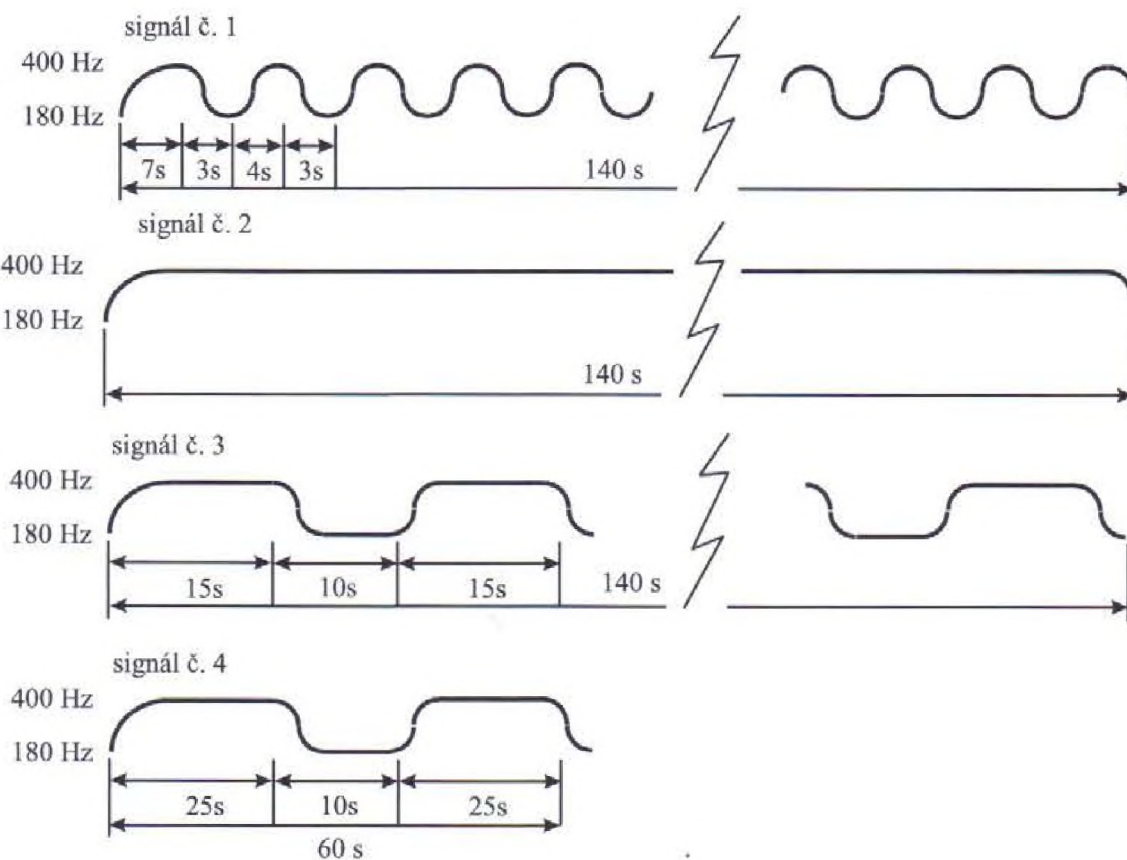 signál č. 1
400 Hz
180 Hz
7s 3s 4s 3s 140 s
signál č. 2
400 Hz
180 Hz
140 s
signál č. 3
400 Hz
180 Hz
15s 10s 15s 140 s
signál č. 4
400 Hz
180 Hz
25s 10s 25s
60 s